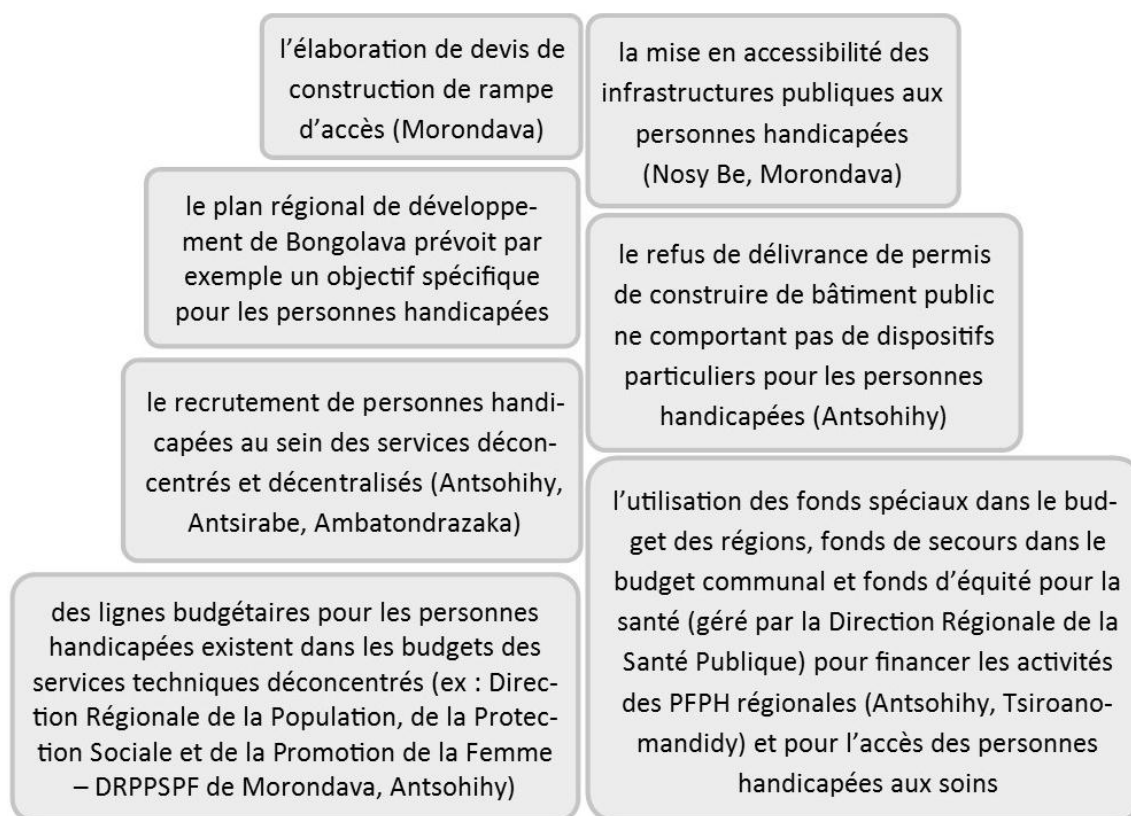 l'élaboration de devis de
construction de rampe
d'accès (Morondava)
la mise en accessibilité des
infrastructures publiques aux
personnes handicapées
(Nosy Be, Morondava)
le plan régional de développe-
ment de Bongolava prévoit par
exemple un objectif spécifique
pour les personnes handicapées
le refus de délivrance de permis
de construire de bâtiment public
ne comportant pas de dispositifs
particuliers pour les personnes
handicapées (Antsohihy)
le recrutement de personnes handi-
capées au sein des services décon-
centrés et décentralisés (Antsohihy,
Antsirabe, Ambatondrazaka)
l'utilisation des fonds spéciaux dans le bud-
get des régions, fonds de secours dans le
budget communal et fonds d'équité pour la
santé (géré par la Direction Régionale de la
Santé Publique) pour financer les activités
des PFPH régionales (Antsohihy, Tsiroano-
mandidy) et pour l'accès des personnes
handicapées aux soins
des lignes budgétaires pour les personnes
handicapées existent dans les budgets des
services techniques déconcentrés (ex : Direc-
tion Régionale de la Population, de la Protec-
tion Sociale et de la Promotion de la Femme
– DRPPSPF de Morondava, Antsohihy)